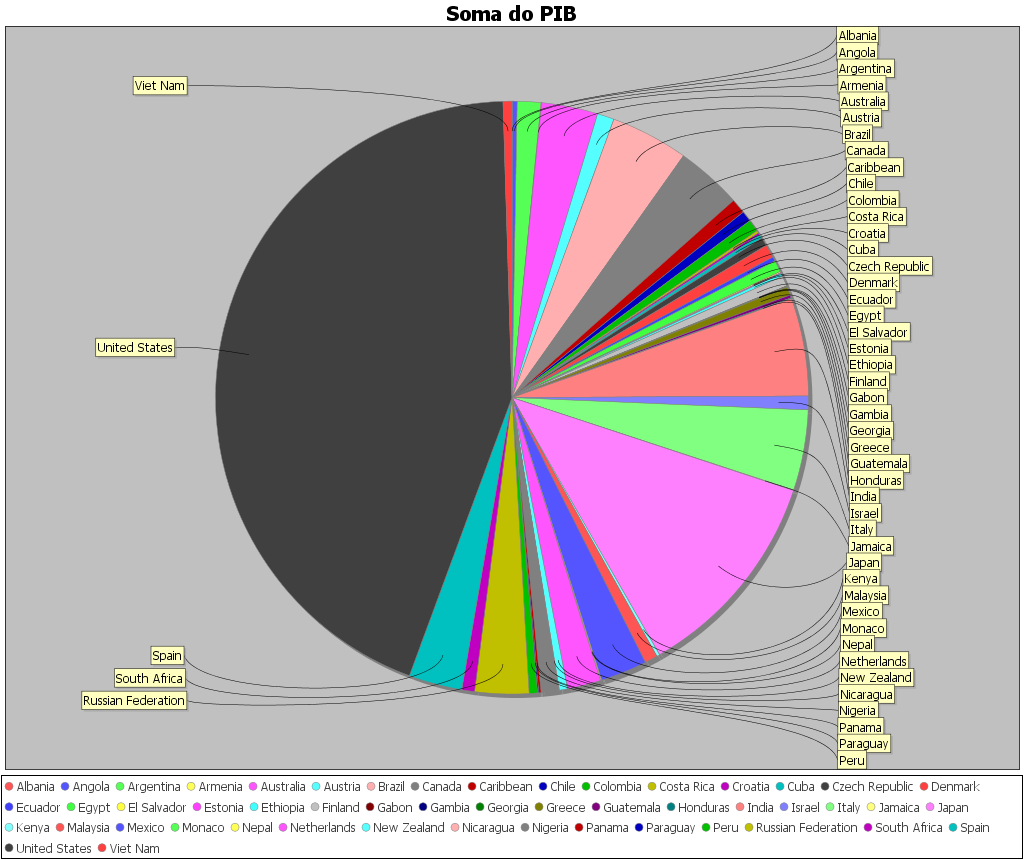 Soma do PIB
Albania
Angola
Argentina
Viet Nam
Armenia
Australia
Austria
Brazil
Canada
Caribbean
Chile
Colombia
Costa Rica
Croatia
Cuba
Czech Republic
Denmark
Ecuador
Egypt
El Salvador
United States
Estonia
Ethiopia
Finland
Gabon
Gambia
Georgia
Greece
Guatemala
Honduras
India
Israel
Italy
Jamaica
Japan
Kenya
Malaysia
Mexico
Monaco
Nepal
Spain
Netherlands
South Africa
New Zealand
Nicaragua
Russian Federation
Nigeria
Panama
Paraguay
Peru
Albania Angola Argentina Armenia Australia Austria Brazil Canada Caribbean Chile Colombia Costa Rica Croatia Cuba Czech Republic Denmark
Ecuador Egypt El Salvador Estonia Ethiopia Finland Gabon Gambia Georgia Greece Guatemala Honduras India Israel Italy Jamaica Japan
Kenya Malaysia Mexico Monaco Nepal Netherlands New Zealand Nicaragua Nigeria Panama Paraguay Peru Russian Federation South Africa Spain
United States Viet Nam